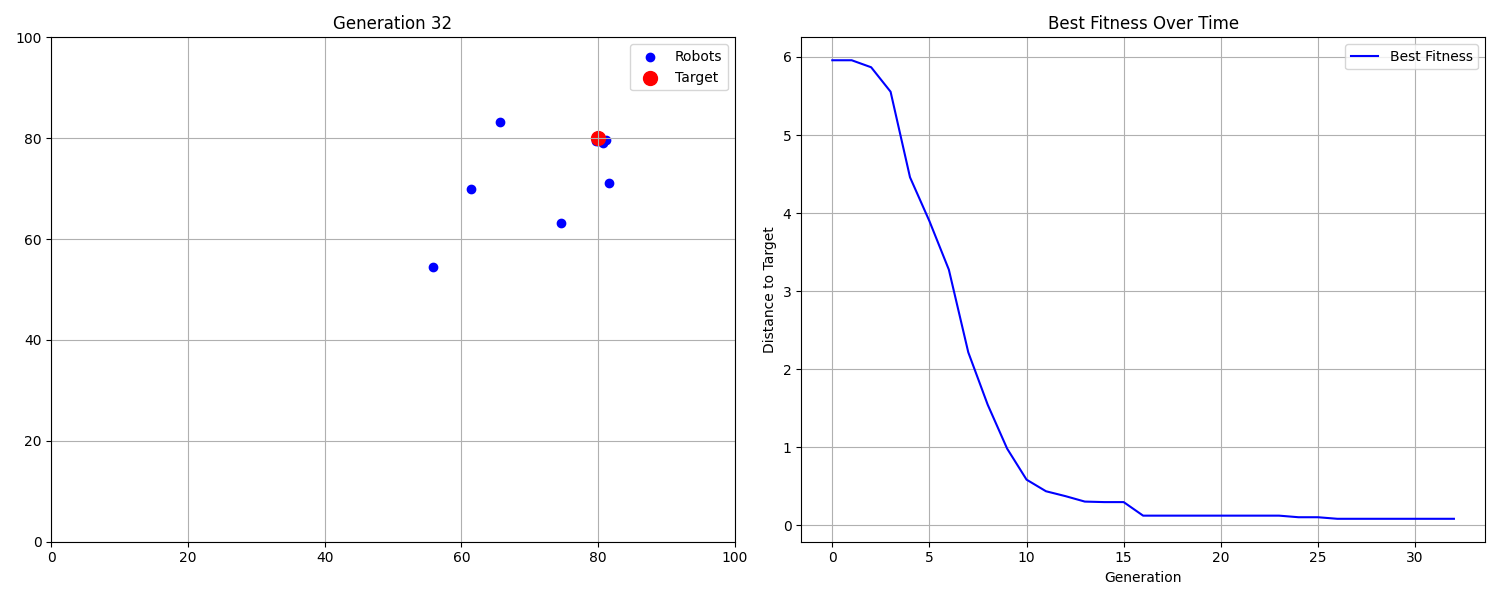 Generation 32
100
80
60
40
20
0
0 20 40 60 80 100
Robots
Target
Best Fitness Over Time
Distance to Target
6
5
4
3
2
1
0
0 5 10 15 20 25 30
Generation
Best Fitness